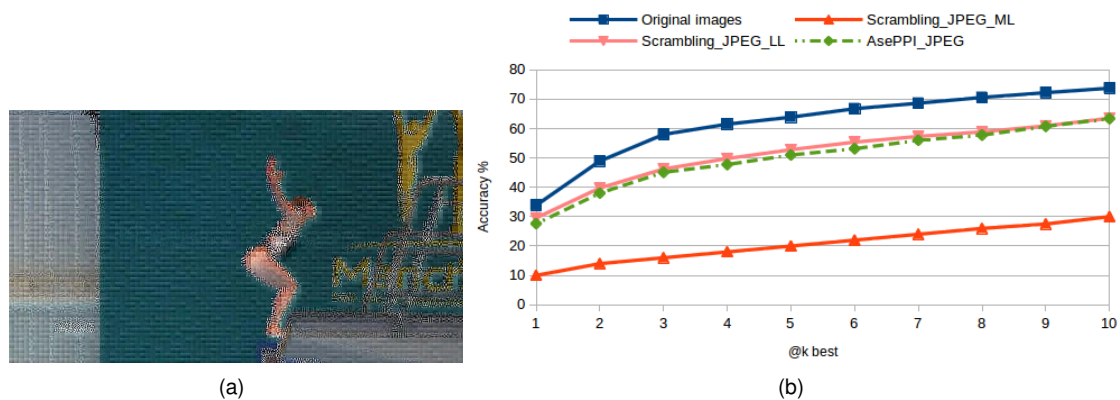 Original images
Scrambling_JPEG_ML
Scrambling_JPEG_LL
AsePPI_JPEG
80
70
60
50
40
30
20
10
0
Accuracy %
1 2 3 4 5 6 7 8 9 10
@k best
Manch
(a)
(b)